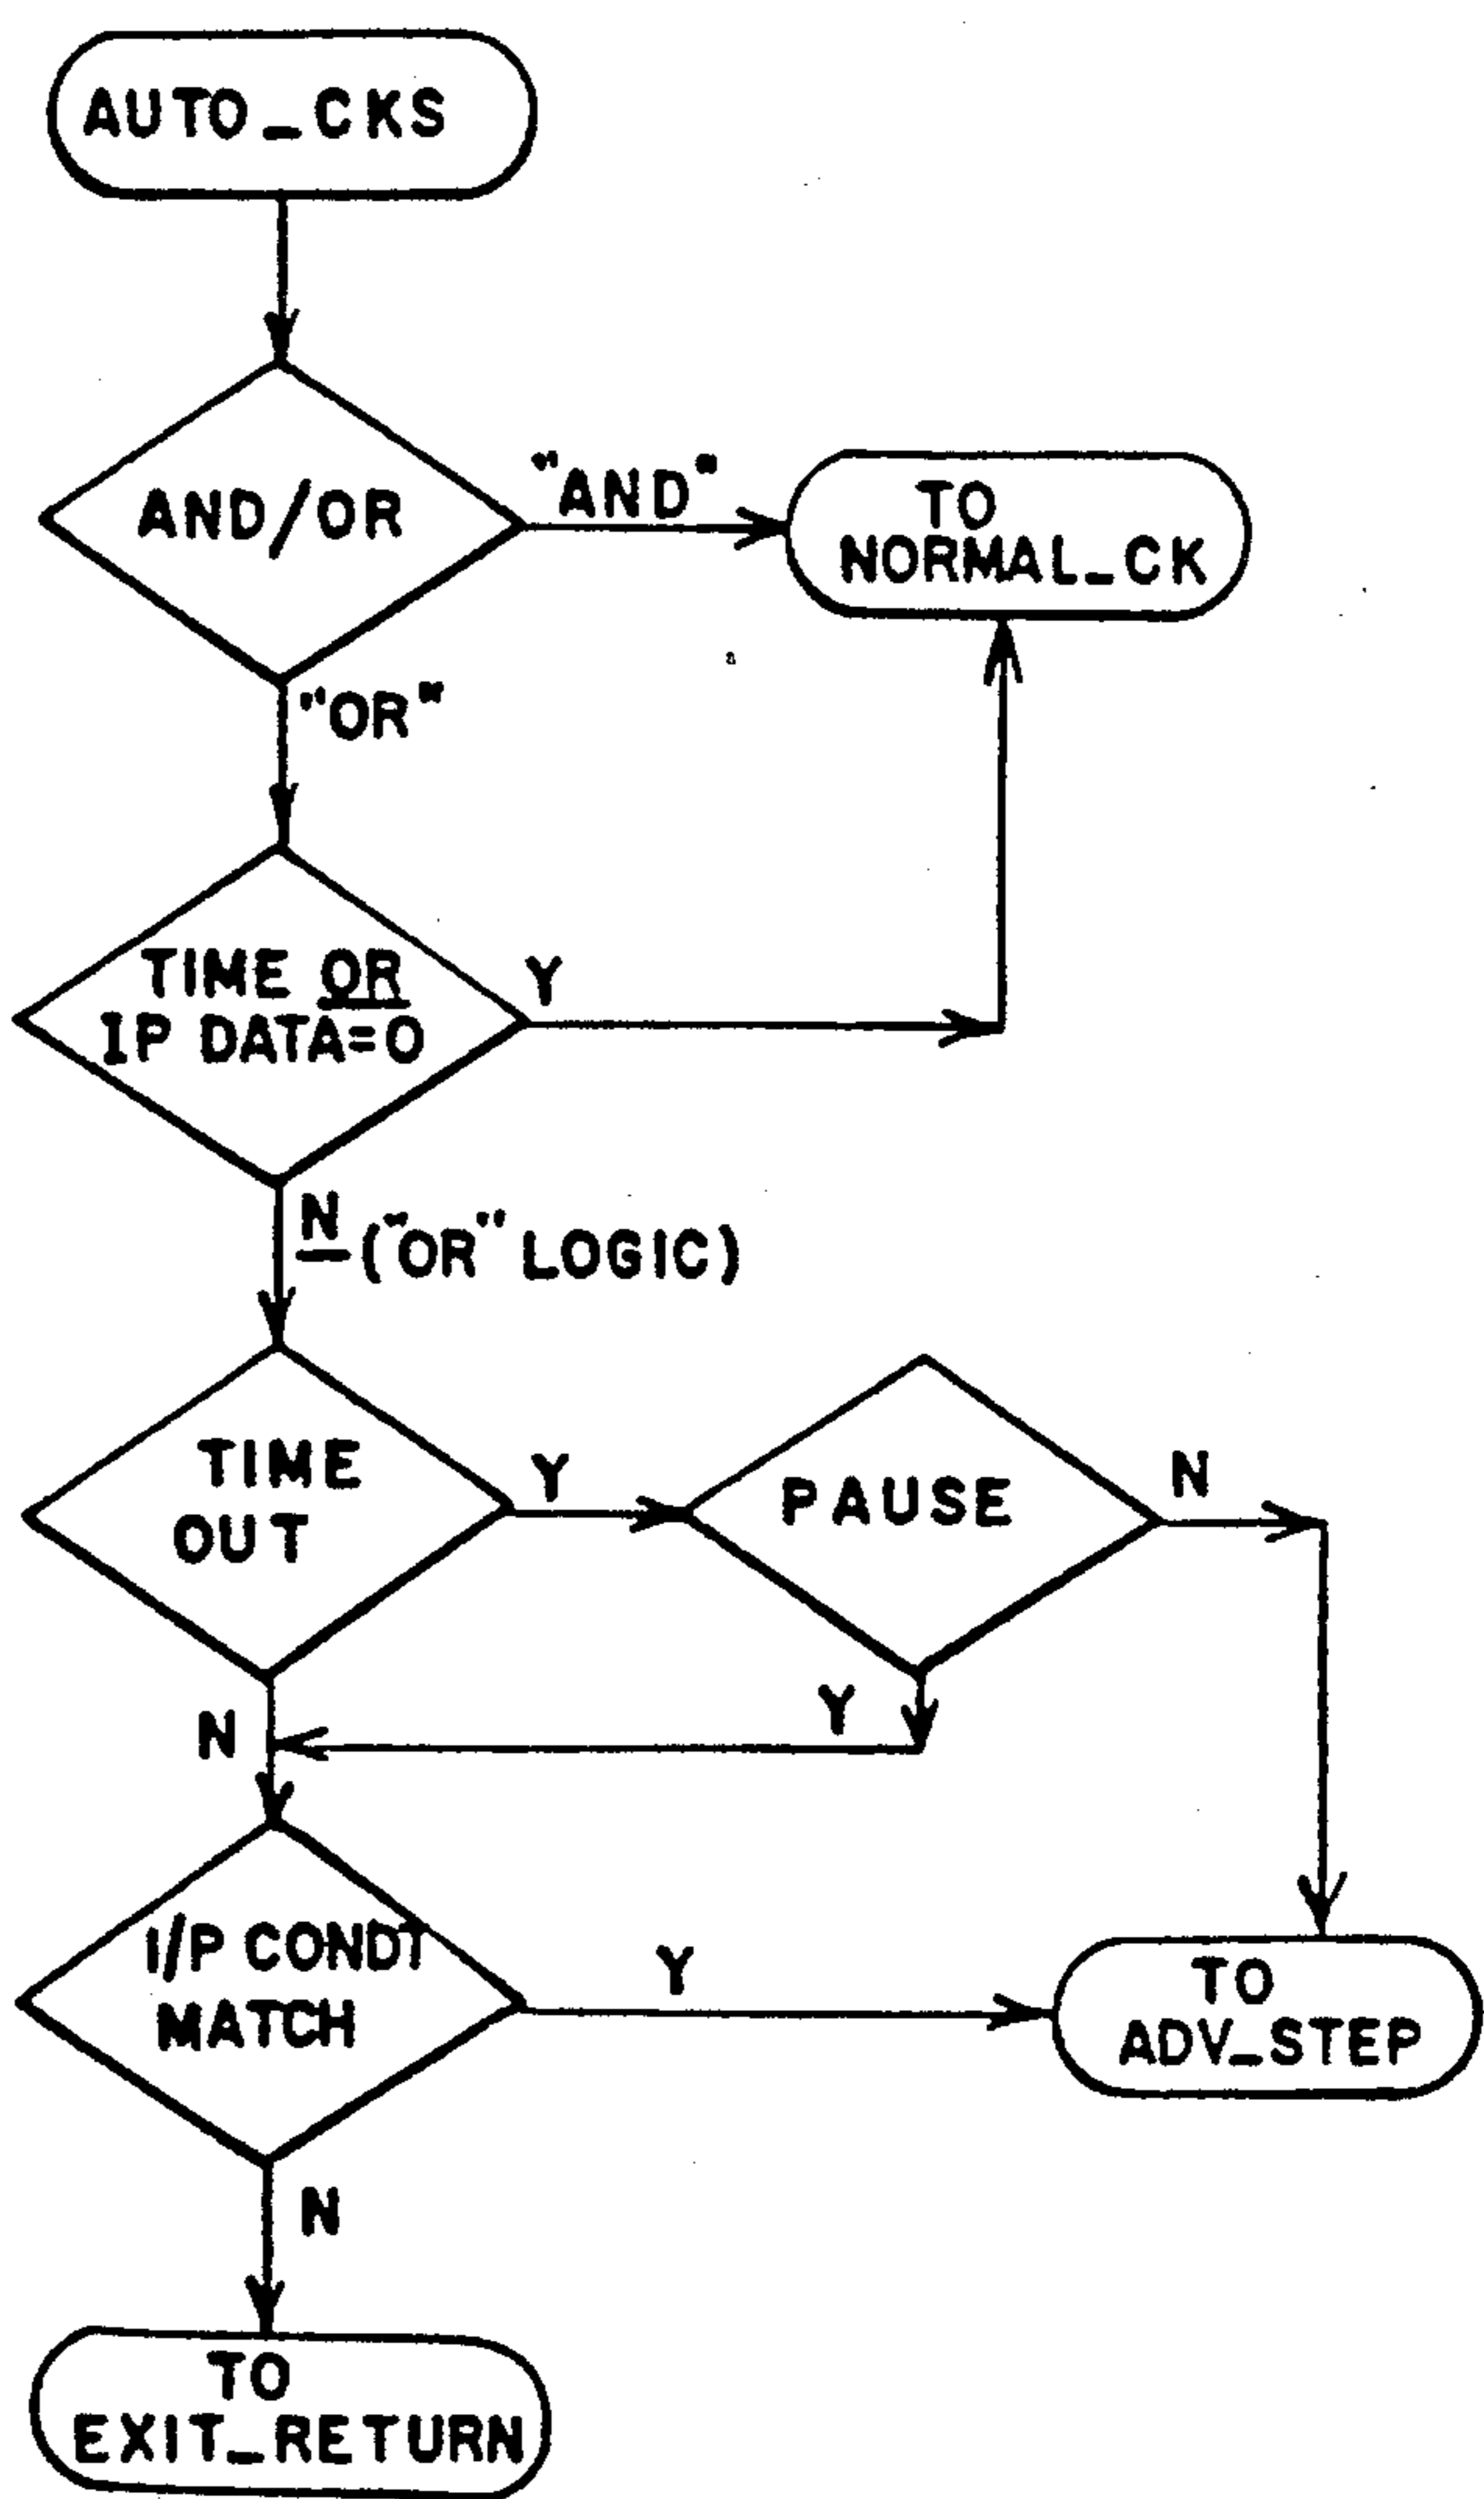 AUTO_CKS
AND/OR
"AND"
TO
NORMAL_CK
"OR"
TIME OR
IP DATA=0
Y
N ("OR" LOGIC)
TIME
OUT
Y
PAUSE
N
Y
N
I/P CONDT
MATCH
Y
TO
ADV_STEP
N
TO
EXIT_RETURN